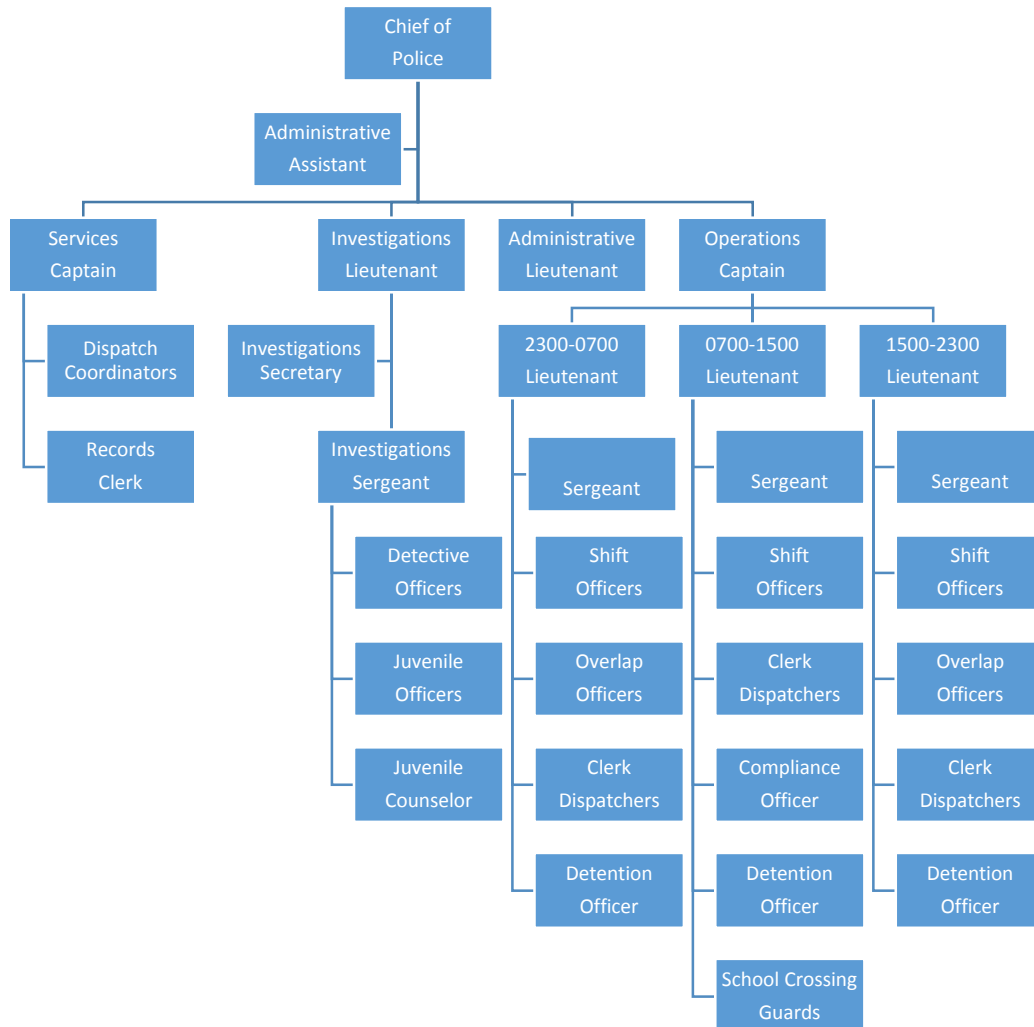 Chief of
Police
Administrative
Assistant
Services
Captain
Investigations
Lieutenant
Administrative
Lieutenant
Operations
Captain
Dispatch
Coordinators
Records
Clerk
Investigations
Secretary
Investigations
Sergeant
Detective
Officers
Juvenile
Officers
Juvenile
Counselor
2300-0700
Lieutenant
Sergeant
Shift
Officers
Overlap
Officers
Clerk
Dispatchers
Detention
Officer
0700-1500
Lieutenant
Sergeant
Shift
Officers
Clerk
Dispatchers
Compliance
Officer
Detention
Officer
School Crossing
Guards
1500-2300
Lieutenant
Sergeant
Shift
Officers
Overlap
Officers
Clerk
Dispatchers
Detention
Officer